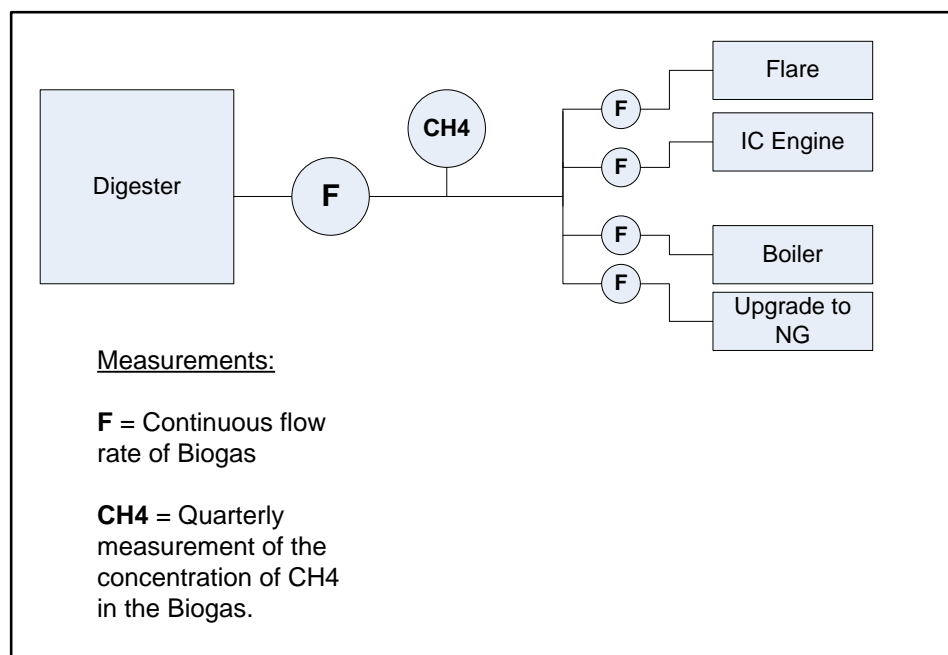 Digester
F
CH4
F
Flare
F
IC Engine
F
Boiler
F
Upgrade to
NG
Measurements:
F = Continuous flow
rate of Biogas
CH4 = Quarterly
measurement of the
concentration of CH4
in the Biogas.